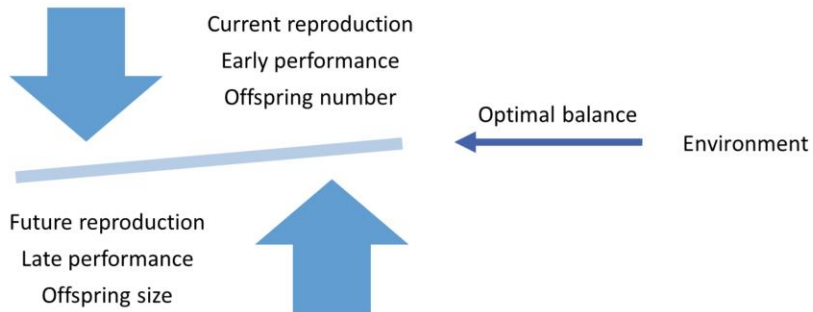 Current reproduction
Early performance
Offspring number
Optimal balance
Environment
Future reproduction
Late performance
Offspring size